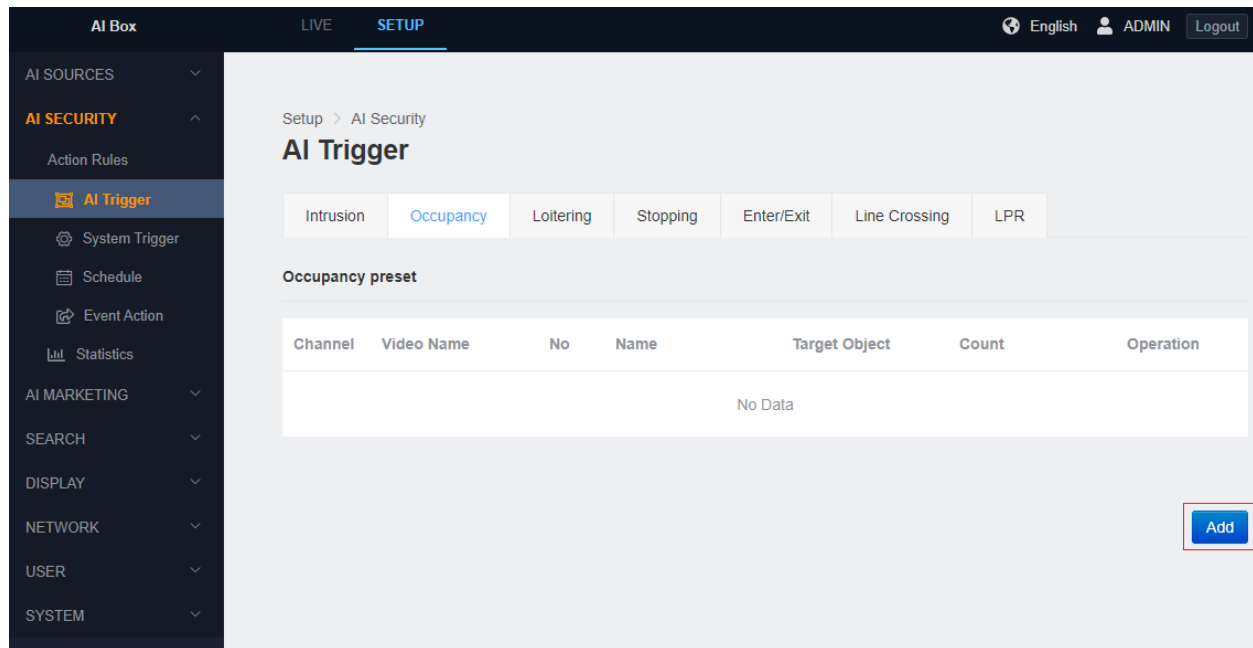 AI Box LIVE SETUP English ADMIN Logout
AI SOURCES
AI SECURITY
Action Rules
AI Trigger
System Trigger
Schedule
Event Action
Statistics
AI MARKETING
SEARCH
DISPLAY
NETWORK
USER
SYSTEM
Setup > AI Security
AI Trigger
Intrusion Occupancy Loitering Stopping Enter/Exit Line Crossing LPR
Occupancy preset
Channel Video Name No Name Target Object Count Operation
No Data
Add